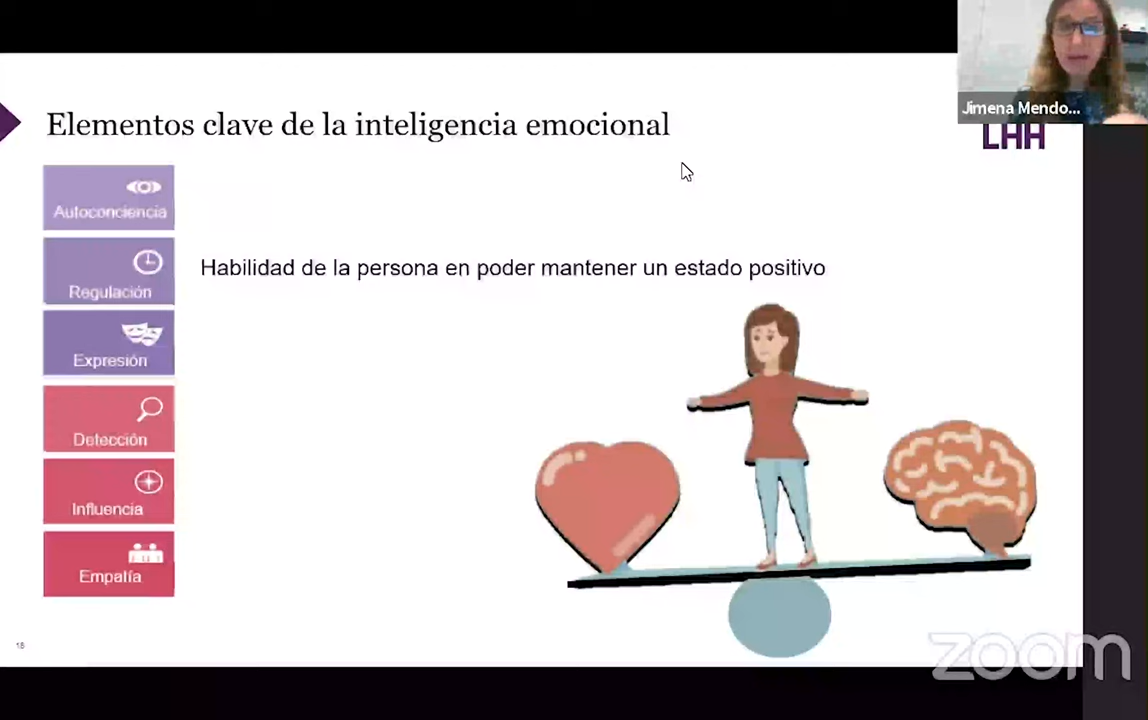 Jimena Mendo...
LHH
Elementos clave de la inteligencia emocional
Autoconciencia
Regulación
Habilidad de la persona en poder mantener un estado positivo
Expresión
Detección
Influencia
Empatía
18
zoom